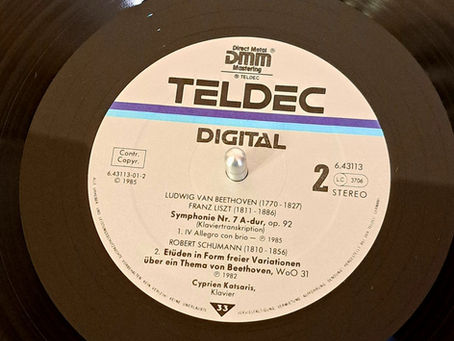 Direct Metal
DMM
Mastering
® TELDEC
TELDEC
DIGITAL
Contr.
Copyr.
6.43113-01-2
© 1985
2
6.43113
LC 3706
STEREO
LUDWIG VAN BEETHOVEN (1770 - 1827)
FRANZ LISZT (1811 - 1886)
Symphonie Nr. 7 A-dur, op. 92
(Klaviertranskription)
1. IV Allegro con brio — ℗ 1985
ROBERT SCHUMANN (1810 - 1856)
2. Etüden in Form freier Variationen
über ein Thema von Beethoven, WoO 31
℗ 1982
Cyprien Katsaris,
Klavier
33